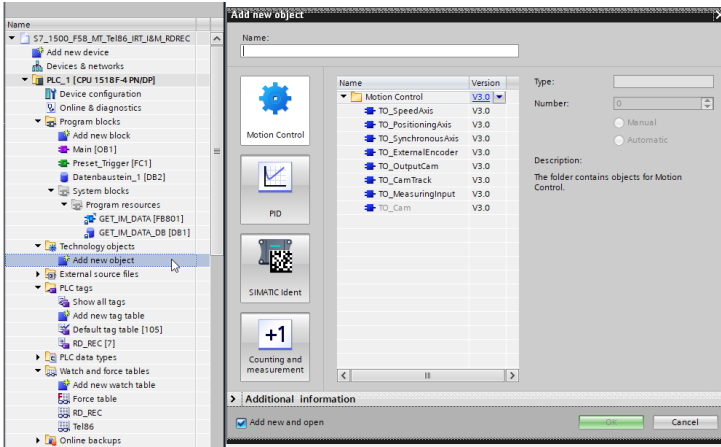 Name
S7_1500_F58_MT_Tel86_IRT_I&M_RDREC
Add new device
Devices & networks
PLC_1 [CPU 1518F-4 PN/DP]
Device configuration
Online & diagnostics
Program blocks
Add new block
Main [OB1]
Preset_Trigger [FC1]
Datenbaustein_1 [DB2]
System blocks
Program resources
GET_IM_DATA [FB801]
GET_IM_DATA_DB [DB1]
Technology objects
Add new object
External source files
PLC tags
Show all tags
Add new tag table
Default tag table [105]
RD_REC [7]
PLC data types
Watch and force tables
Add new watch table
Force table
RD_REC
Tel86
Online backups
Add new object
Name:
Motion Control
PID
SIMATIC Ident
+1
Counting and
measurement
Name Version
Motion Control V3.0
TO_SpeedAxis V3.0
TO_PositioningAxis V3.0
TO_SynchronousAxis V3.0
TO_ExternalEncoder V3.0
TO_OutputCam V3.0
TO_CamTrack V3.0
TO_MeasuringInput V3.0
TO_Cam V3.0
Type:
Number: 0
Manual
Automatic
Description:
The folder contains objects for Motion
Control.
Additional information
Add new and open
OK Cancel